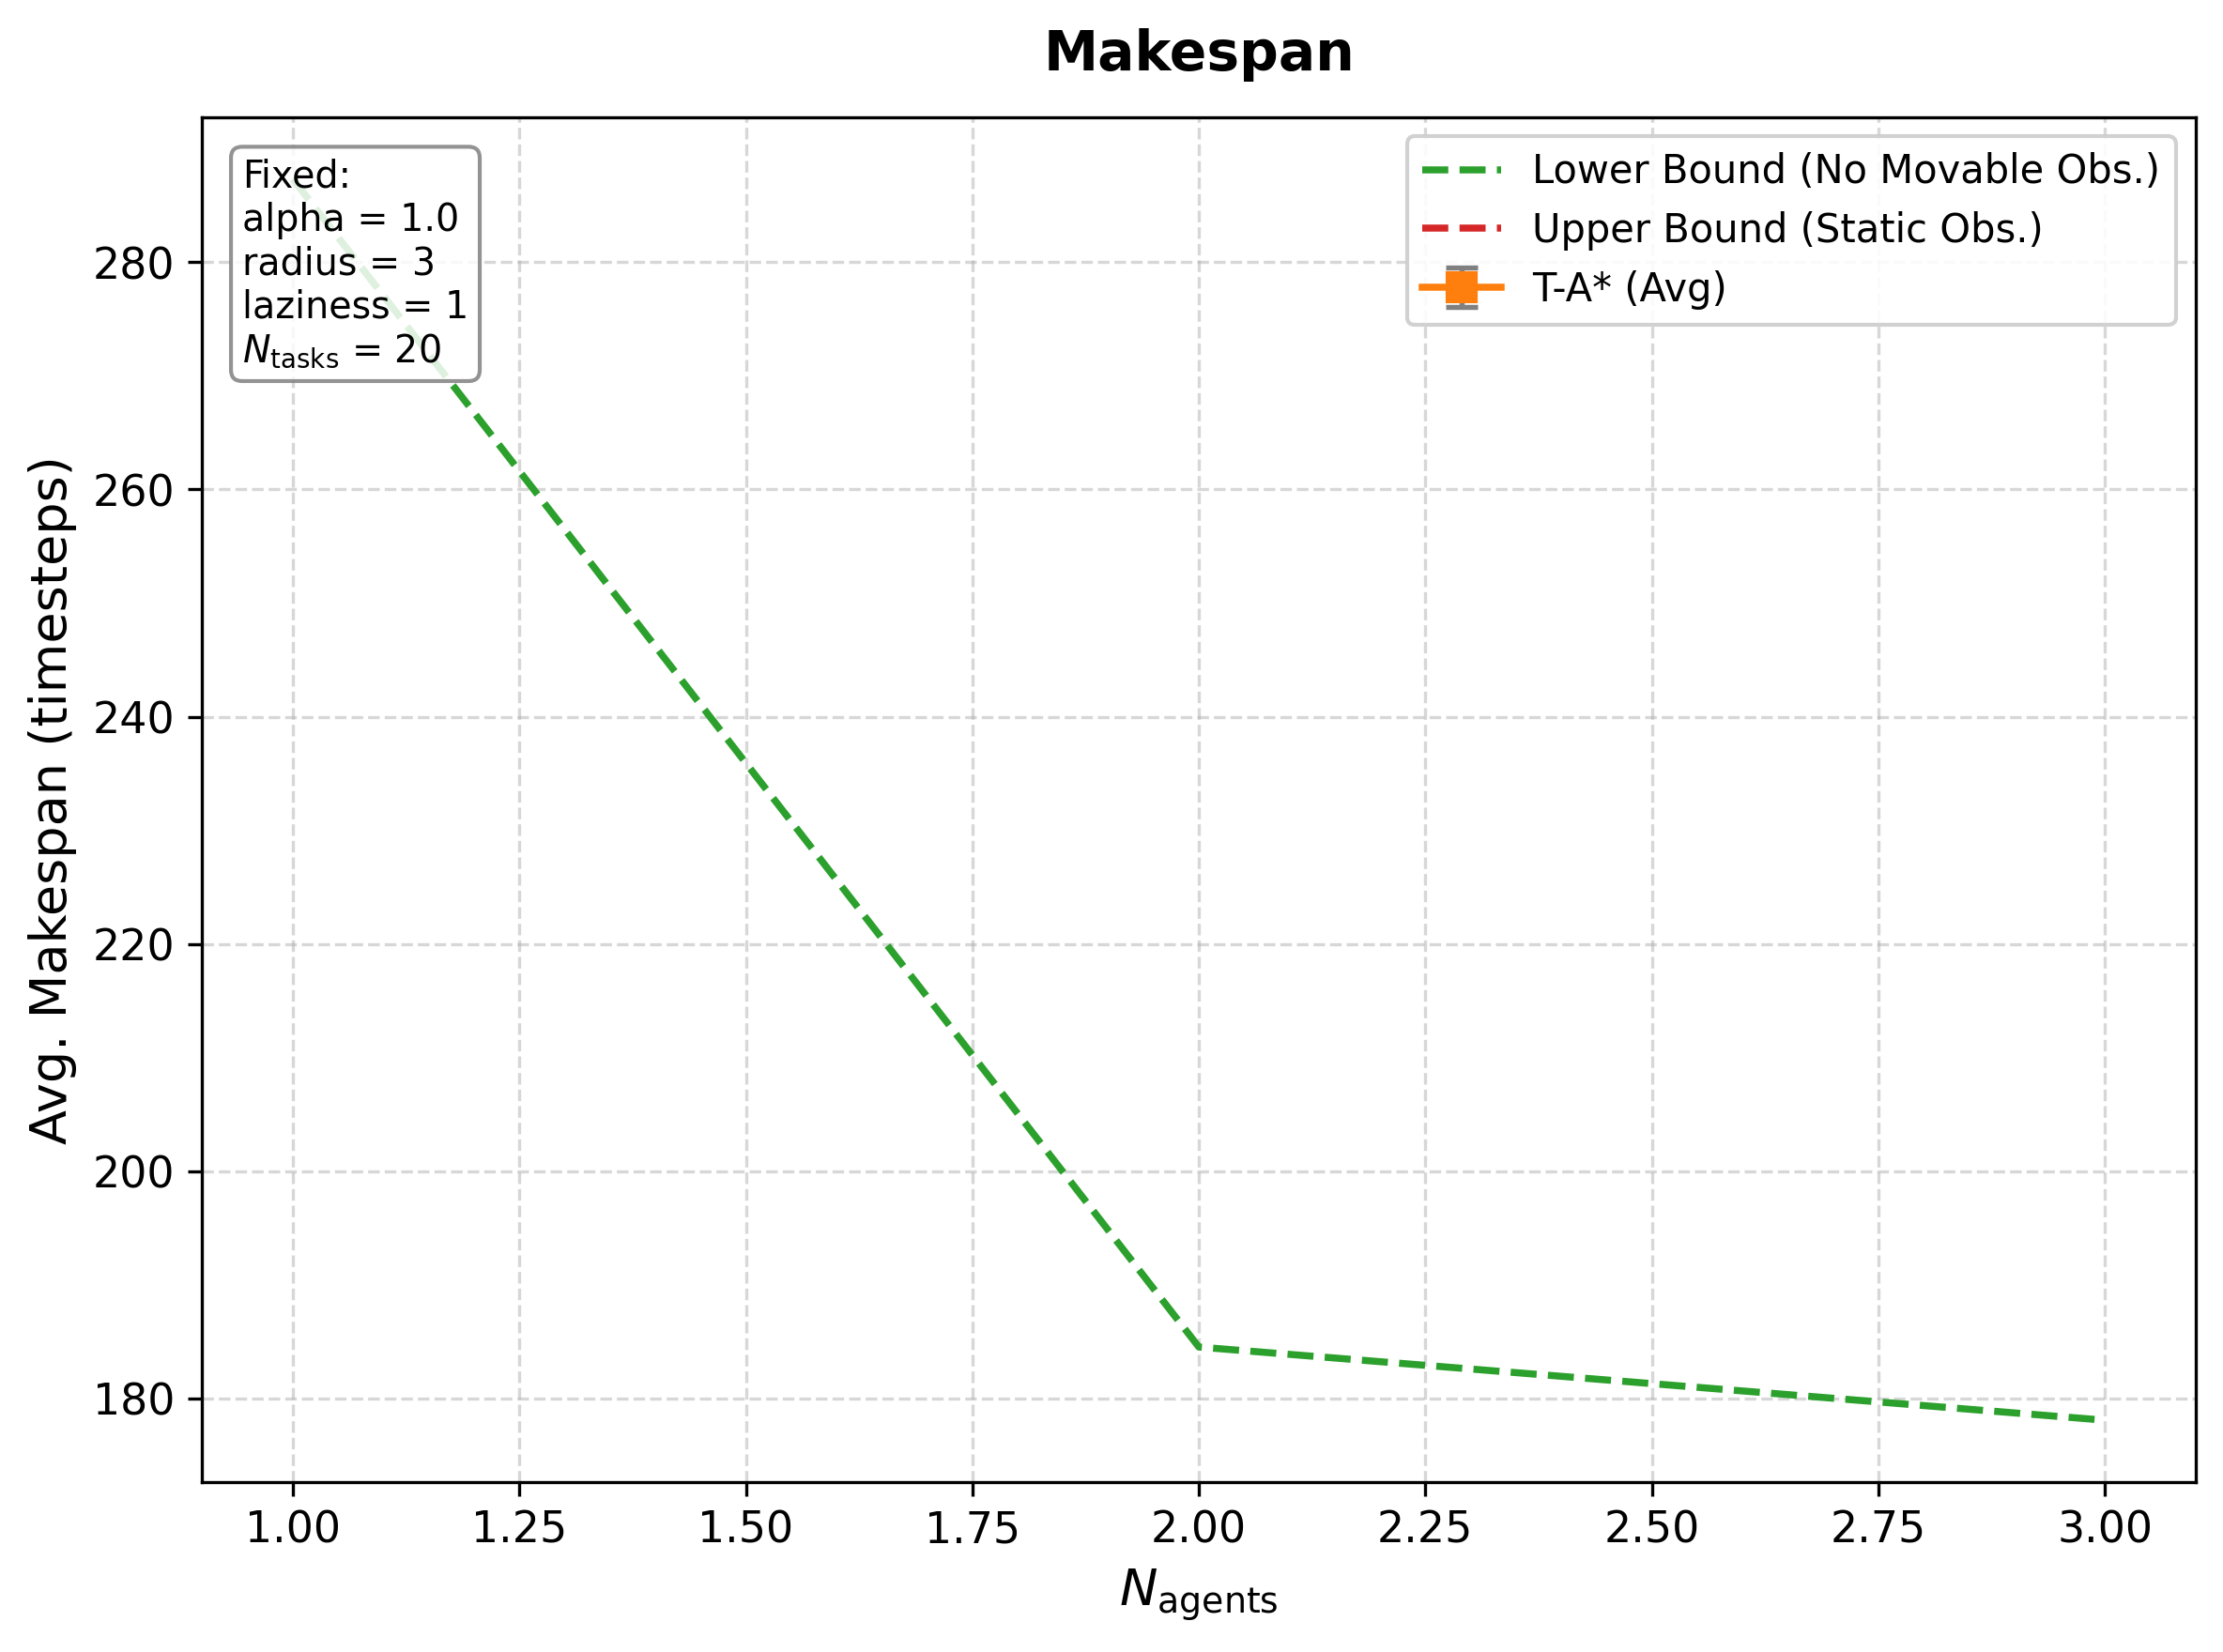 Makespan
Fixed:
alpha = 1.0
radius = 3
laziness = 1
N_tasks = 20
Lower Bound (No Movable Obs.)
Upper Bound (Static Obs.)
T-A* (Avg)
Avg. Makespan (timesteps)
280
260
240
220
200
180
1.00 1.25 1.50 1.75 2.00 2.25 2.50 2.75 3.00
N_agents